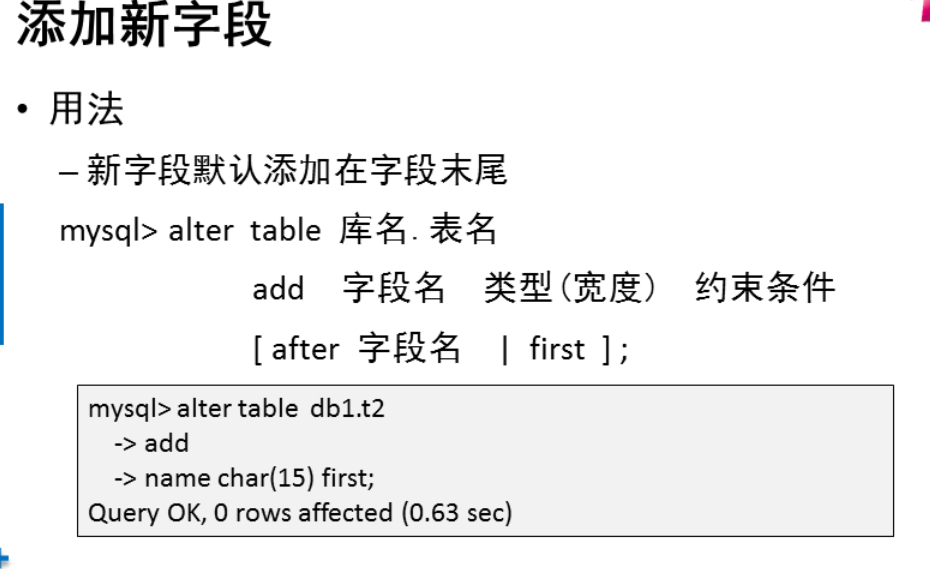 添加新字段
• 用法
– 新字段默认添加在字段末尾
mysql> alter table 库名. 表名
add 字段名 类型(宽度) 约束条件
[ after 字段名 | first ] ;
mysql> alter table db1.t2
-> add
-> name char(15) first;
Query OK, 0 rows affected (0.63 sec)